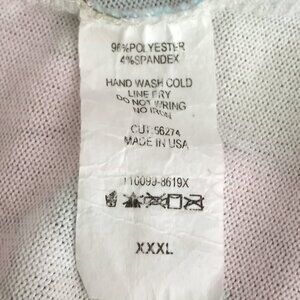 96%POLYESTER
4%SPANDEX
HAND WASH COLD
LINE DRY
DO NOT WRING
NO IRON
CUT:56274
MADE IN USA
110099-8619X
XXXL